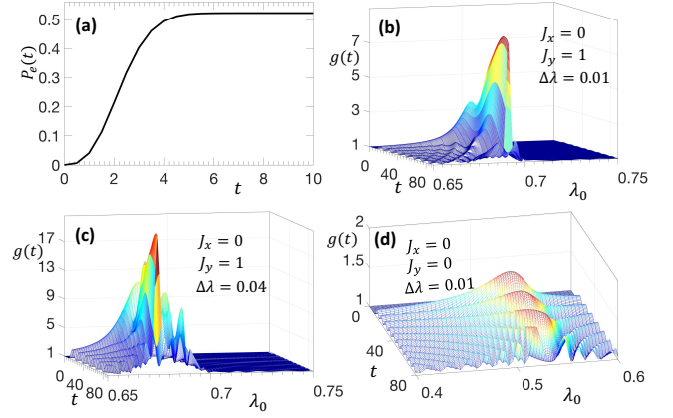 (a)
P_e(t)
0.5
0.4
0.3
0.2
0.1
0
0 2 4 6 8 10
t
(b)
g(t)
7
5
3
1
J_x = 0
J_y = 1
Δλ = 0.01
0
40
80
t
0.65 0.7 0.75
λ_0
(c)
g(t)
17
13
9
5
1
J_x = 0
J_y = 1
Δλ = 0.04
0
40
80
t
0.65 0.7 0.75
λ_0
(d)
g(t)
2
1.5
1
J_x = 0
J_y = 0
Δλ = 0.01
0
40
80
t
0.4 0.5 0.6
λ_0